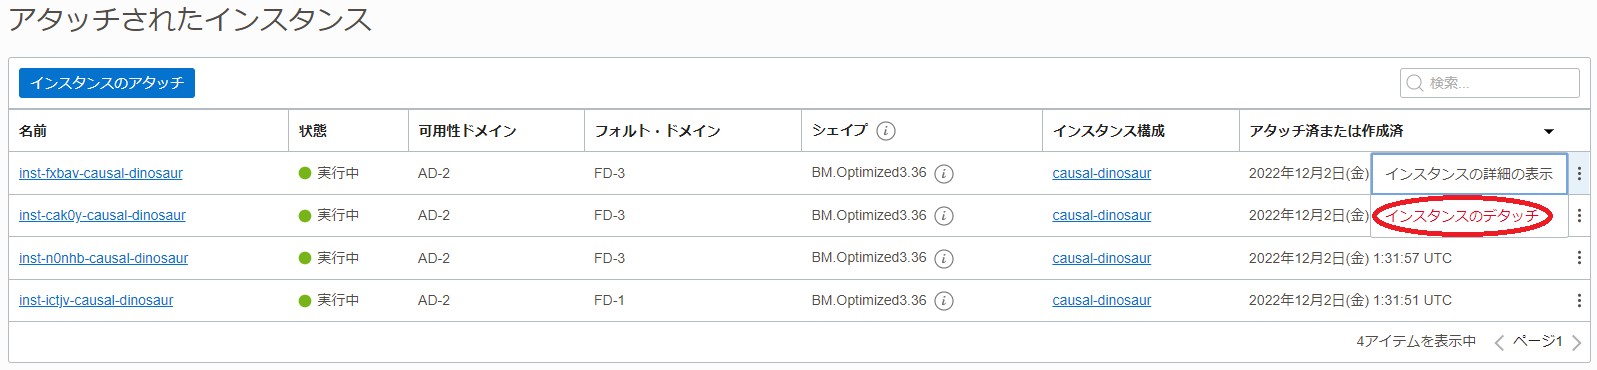 アタッチされたインスタンス
インスタンスのアタッチ
検索...
名前 状態 可用性ドメイン フォルト・ドメイン シェイプ i インスタンス構成 アタッチ済または作成済
inst-fxbav-causal-dinosaur 実行中 AD-2 FD-3 BM.Optimized3.36 i causal-dinosaur 2022年12月2日(金) インスタンスの詳細の表示
inst-cak0y-causal-dinosaur 実行中 AD-2 FD-3 BM.Optimized3.36 i causal-dinosaur 2022年12月2日(金) インスタンスのデタッチ
inst-n0nhb-causal-dinosaur 実行中 AD-2 FD-3 BM.Optimized3.36 i causal-dinosaur 2022年12月2日(金) 1:31:57 UTC
inst-ictjv-causal-dinosaur 実行中 AD-2 FD-1 BM.Optimized3.36 i causal-dinosaur 2022年12月2日(金) 1:31:51 UTC
4アイテムを表示中 ページ1